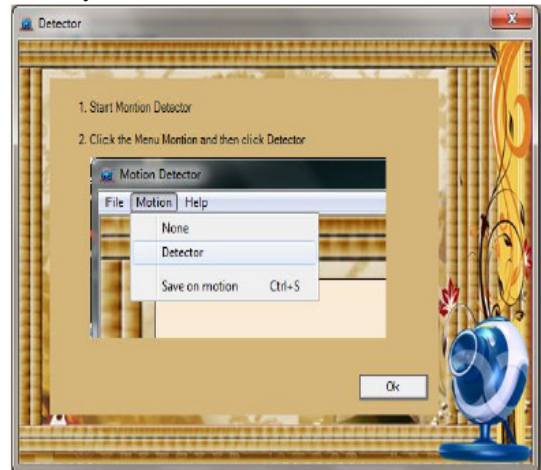 Detector
1. Start Montion Detector
2. Click the Menu Montion and then click Detector
Motion Detector
File Motion Help
None
Detector
Save on motion Ctrl+S
Ok